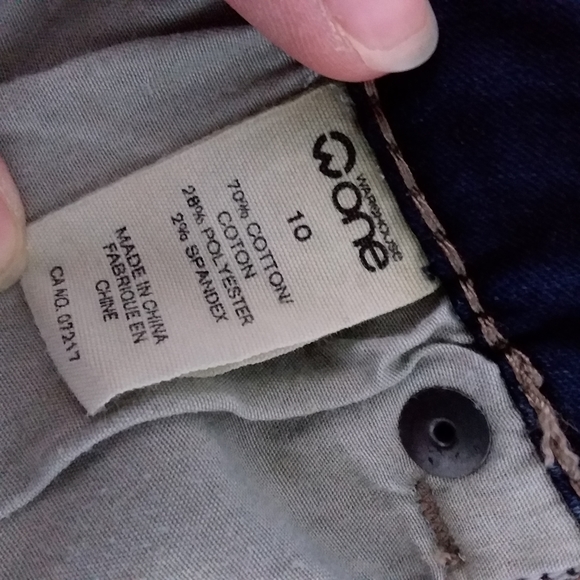 WAREHOUSE
one
10
70% COTTON/
COTON
28% POLYESTER
2% SPANDEX
MADE IN CHINA
FABRIQUE EN
CHINE
CA NO. 07217